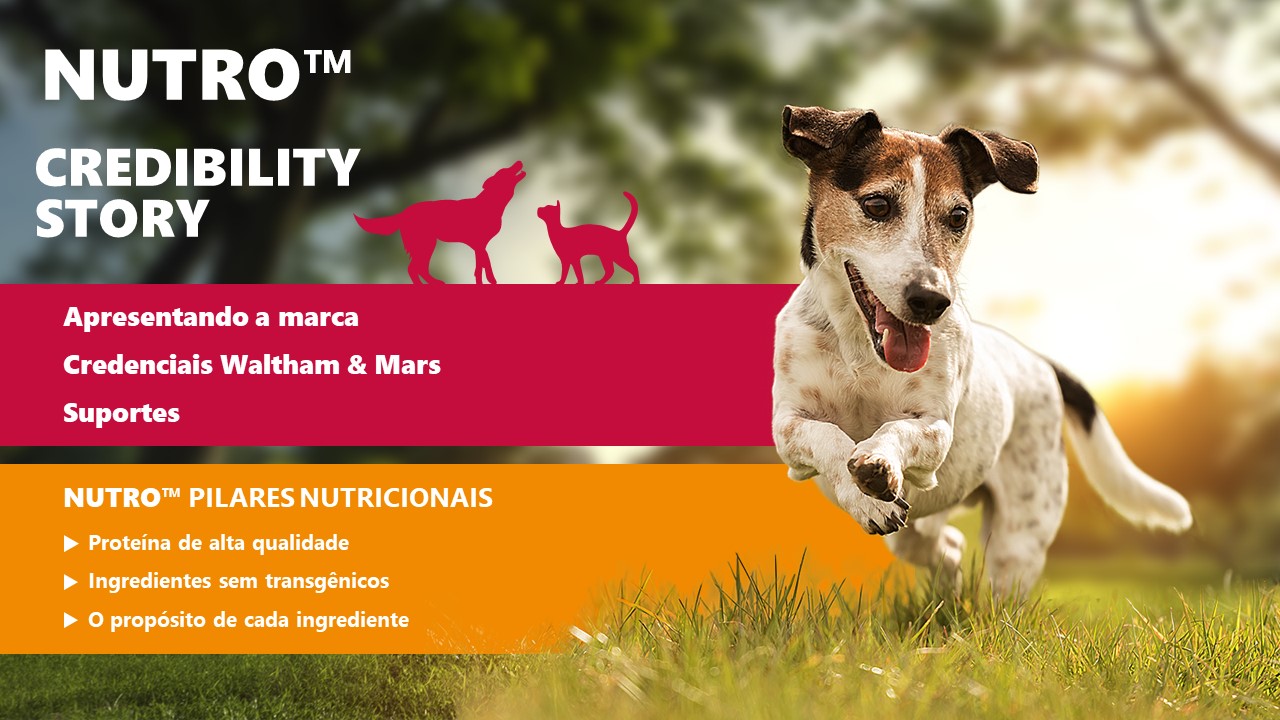 NUTRO™
CREDIBILITY
STORY
Apresentando a marca
Credenciais Waltham & Mars
Suportes
NUTRO™ PILARES NUTRICIONAIS
▶ Proteína de alta qualidade
▶ Ingredientes sem transgênicos
▶ O propósito de cada ingrediente